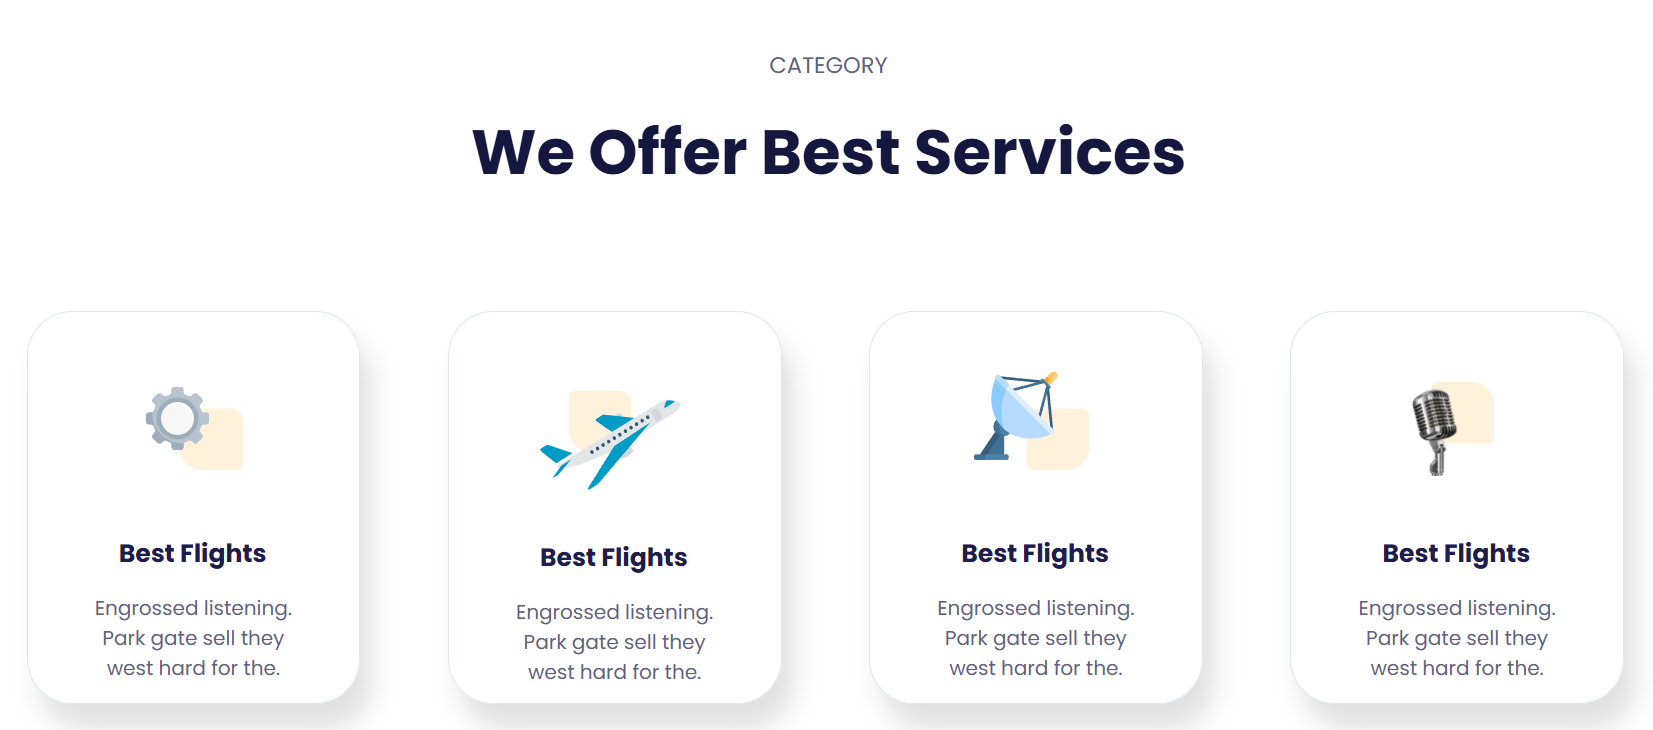 CATEGORY
We Offer Best Services
Best Flights
Engrossed listening.
Park gate sell they
west hard for the.
Best Flights
Engrossed listening.
Park gate sell they
west hard for the.
Best Flights
Engrossed listening.
Park gate sell they
west hard for the.
Best Flights
Engrossed listening.
Park gate sell they
west hard for the.